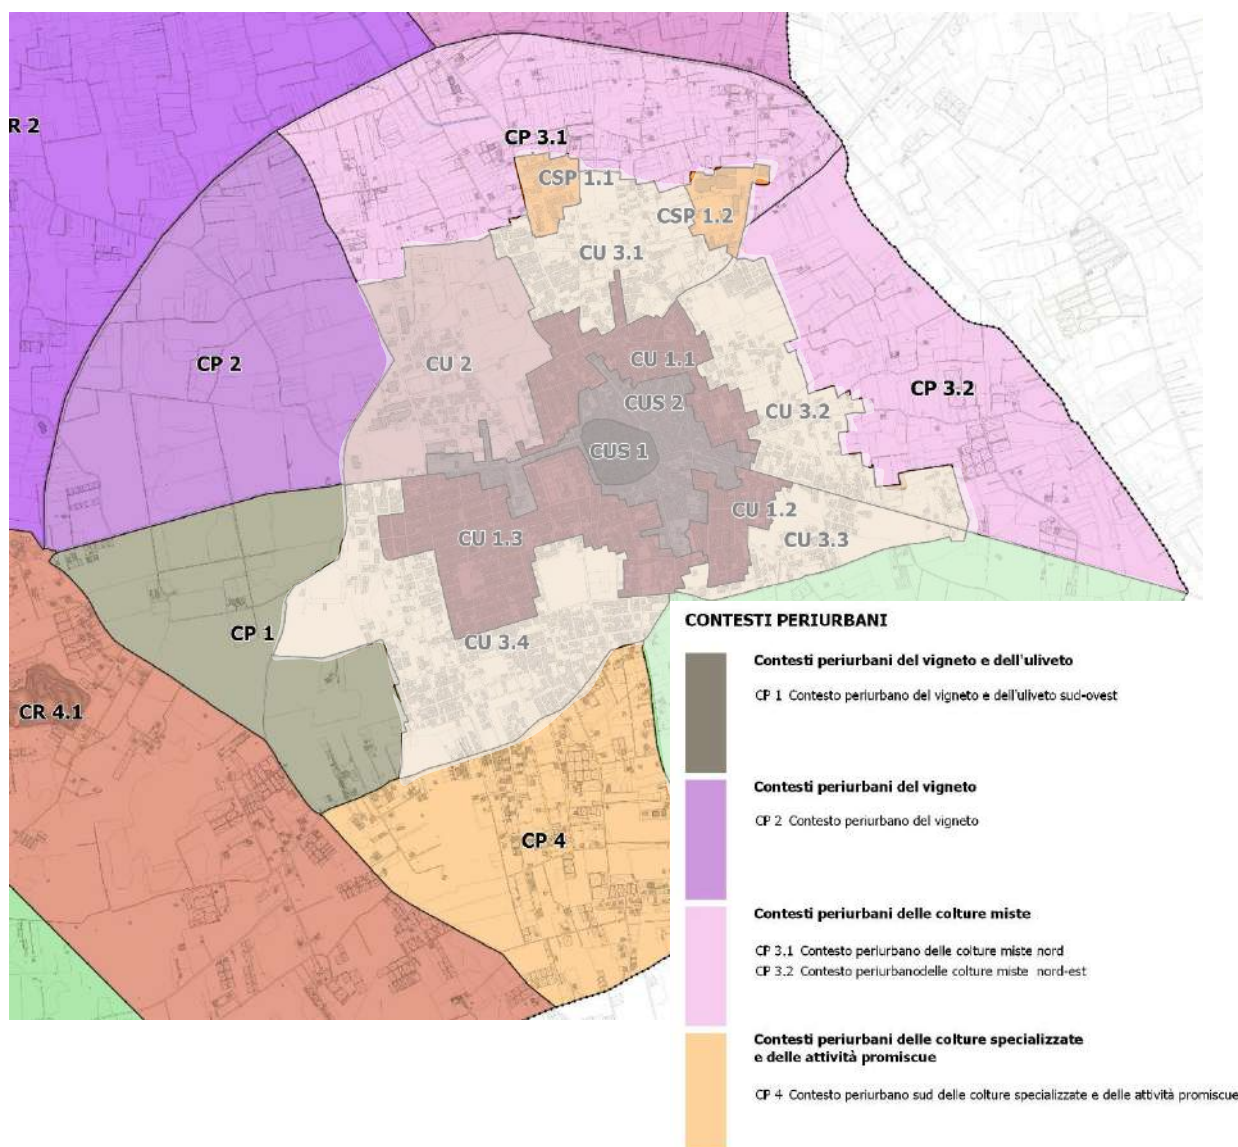 R 2
CP 3.1
CSP 1.1
CSP 1.2
CU 3.1
CP 2
CU 2
CU 1.1
CUS 2
CP 3.2
CU 3.2
CUS 1
CU 1.2
CU 1.3
CU 3.3
CP 1
CU 3.4
CR 4.1
CP 4
CONTESTI PERIURBANI
Contesti periurbani del vigneto e dell'uliveto
CP 1 Contesto periurbano del vigneto e dell'uliveto sud-ovest
Contesti periurbani del vigneto
CP 2 Contesto periurbano del vigneto
Contesti periurbani delle colture miste
CP 3.1 Contesto periurbano delle colture miste nord
CP 3.2 Contesto periurbanodelle colture miste nord-est
Contesti periurbani delle colture specializzate
e delle attività promiscue
CP 4 Contesto periurbano sud delle colture specializzate e delle attività promiscue